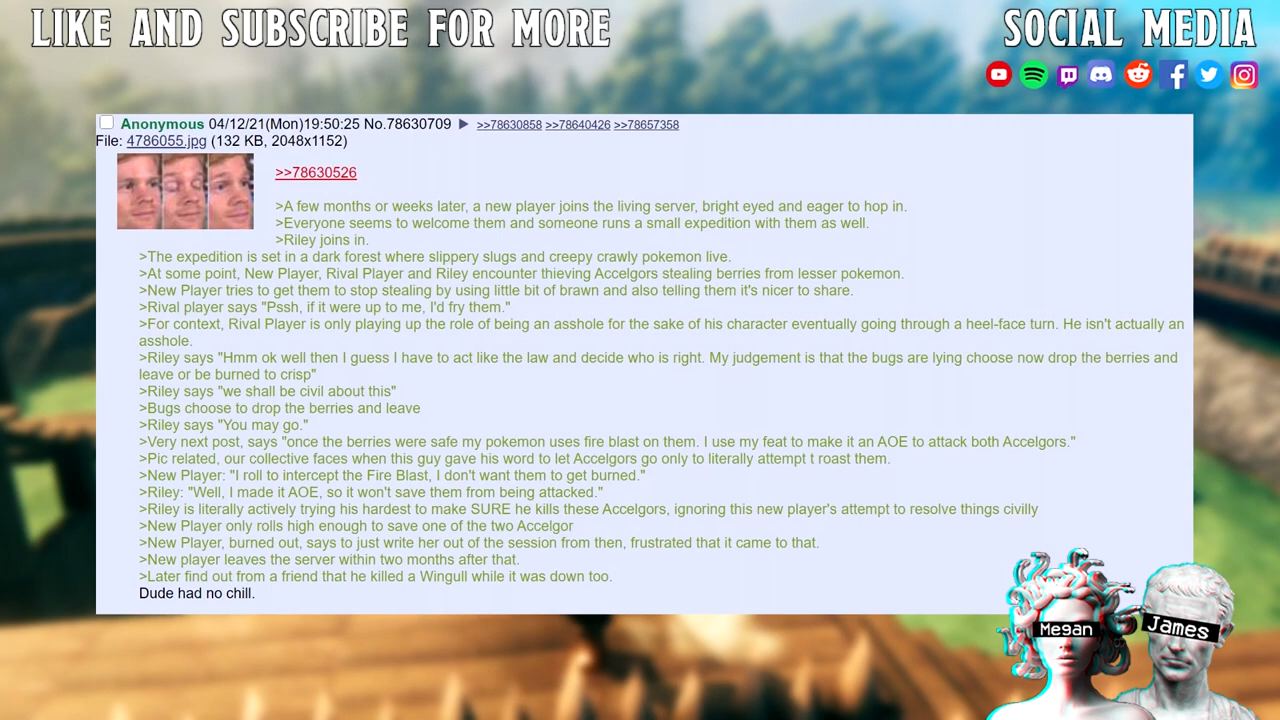 LIKE AND SUBSCRIBE FOR MORE
SOCIAL MEDIA
Anonymous 04/12/21(Mon)19:50:25 No.78630709 ▶ >>78630858 >>78640426 >>78657358
File: 4786055.jpg (132 KB, 2048x1152)
>>78630526
>A few months or weeks later, a new player joins the living server, bright eyed and eager to hop in.
>Everyone seems to welcome them and someone runs a small expedition with them as well.
>Riley joins in.
>The expedition is set in a dark forest where slippery slugs and creepy crawly pokemon live.
>At some point, New Player, Rival Player and Riley encounter thieving Accelgors stealing berries from lesser pokemon.
>New Player tries to get them to stop stealing by using little bit of brawn and also telling them it's nicer to share.
>Rival player says "Pssh, if it were up to me, I'd fry them."
>For context, Rival Player is only playing up the role of being an asshole for the sake of his character eventually going through a heel-face turn. He isn't actually an
asshole.
>Riley says "Hmm ok well then I guess I have to act like the law and decide who is right. My judgement is that the bugs are lying choose now drop the berries and
leave or be burned to crisp"
>Riley says "we shall be civil about this"
>Bugs choose to drop the berries and leave
>Riley says "You may go."
>Very next post, says "once the berries were safe my pokemon uses fire blast on them. I use my feat to make it an AOE to attack both Accelgors."
>Pic related, our collective faces when this guy gave his word to let Accelgors go only to literally attempt t roast them.
>New Player: "I roll to intercept the Fire Blast, I don't want them to get burned."
>Riley: "Well, I made it AOE, so it won't save them from being attacked."
>Riley is literally actively trying his hardest to make SURE he kills these Accelgors, ignoring this new player's attempt to resolve things civilly
>New Player only rolls high enough to save one of the two Accelgor
>New Player, burned out, says to just write her out of the session from then, frustrated that it came to that.
>New player leaves the server within two months after that.
>Later find out from a friend that he killed a Wingull while it was down too.
Dude had no chill.
Megan
James